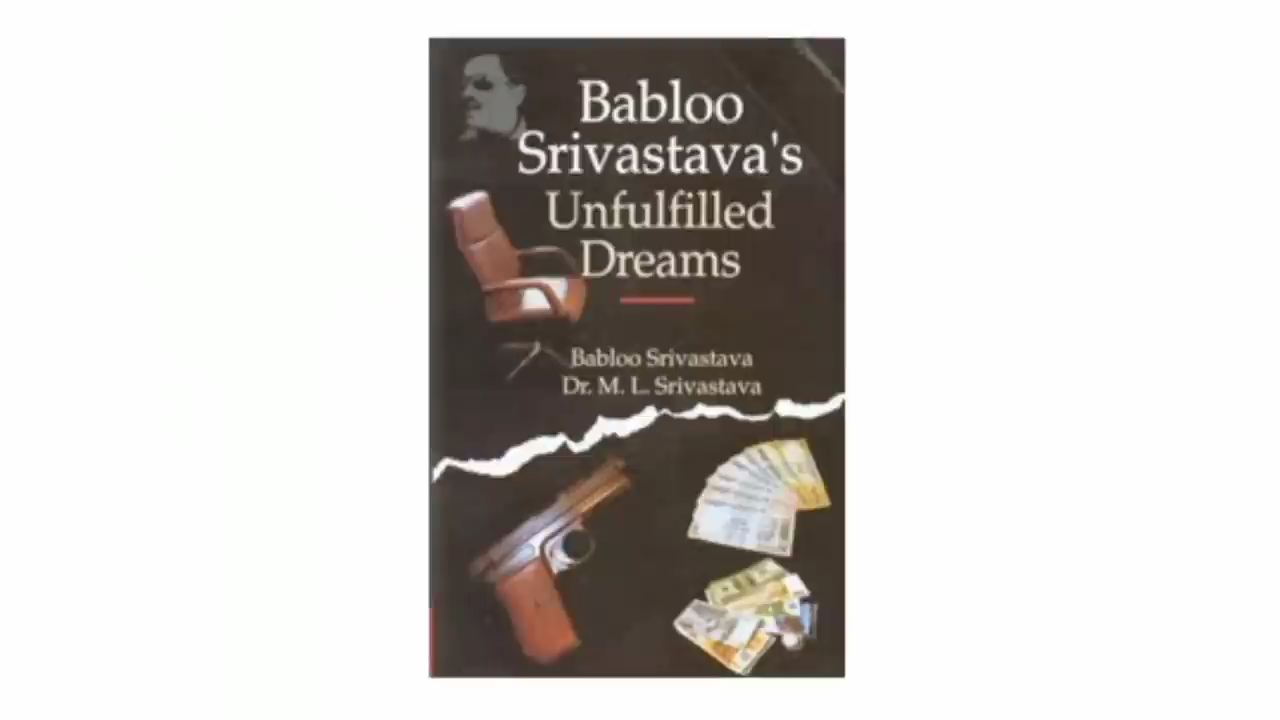 Babloo
Srivastava's
Unfulfilled
Dreams
Babloo Srivastava
Dr. M. L. Srivastava